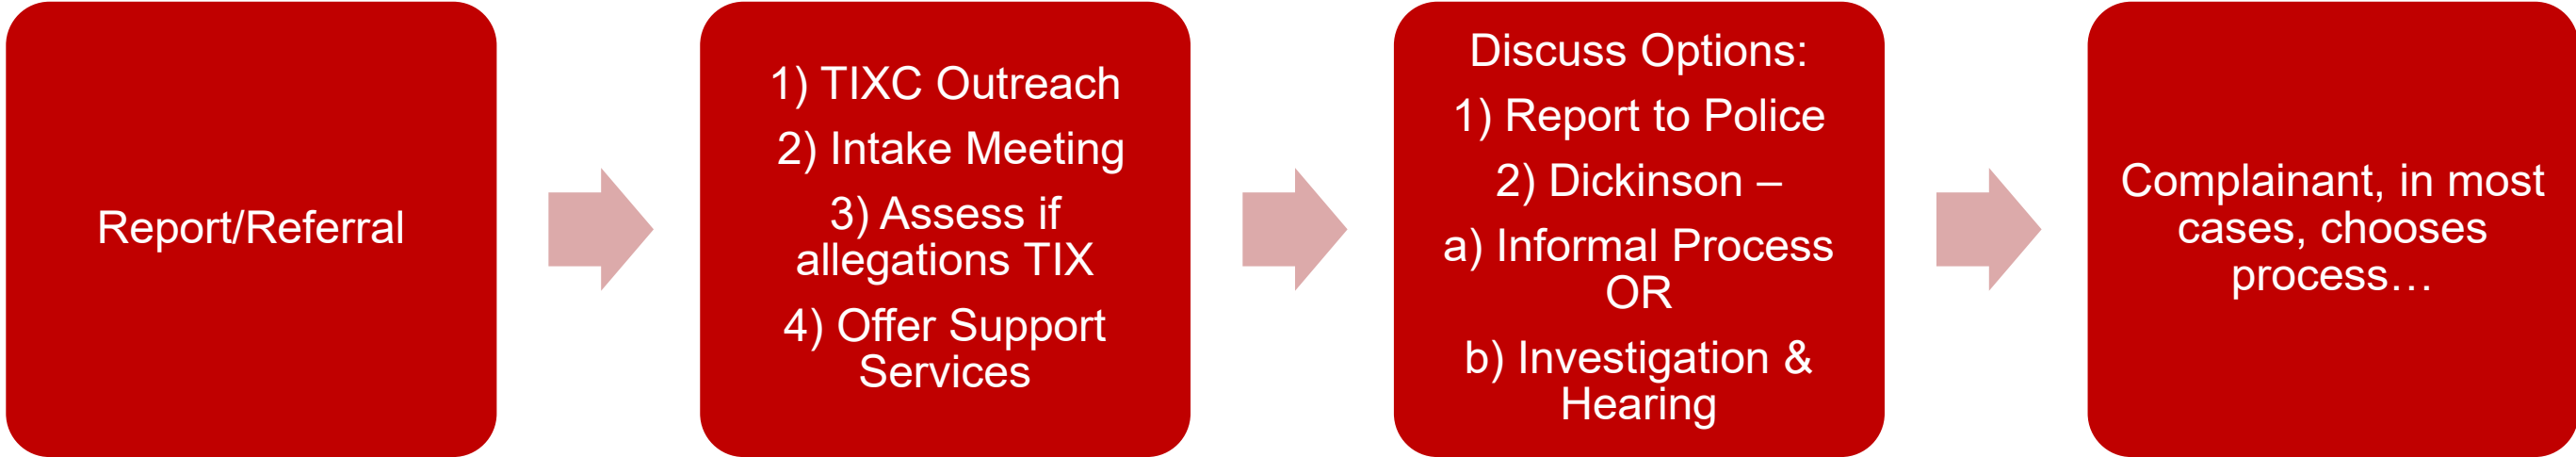 Report/Referral
1) TIXC Outreach
2) Intake Meeting
3) Assess if
allegations TIX
4) Offer Support
Services
Discuss Options:
1) Report to Police
2) Dickinson –
a) Informal Process
OR
b) Investigation &
Hearing
Complainant, in most
cases, chooses
process…